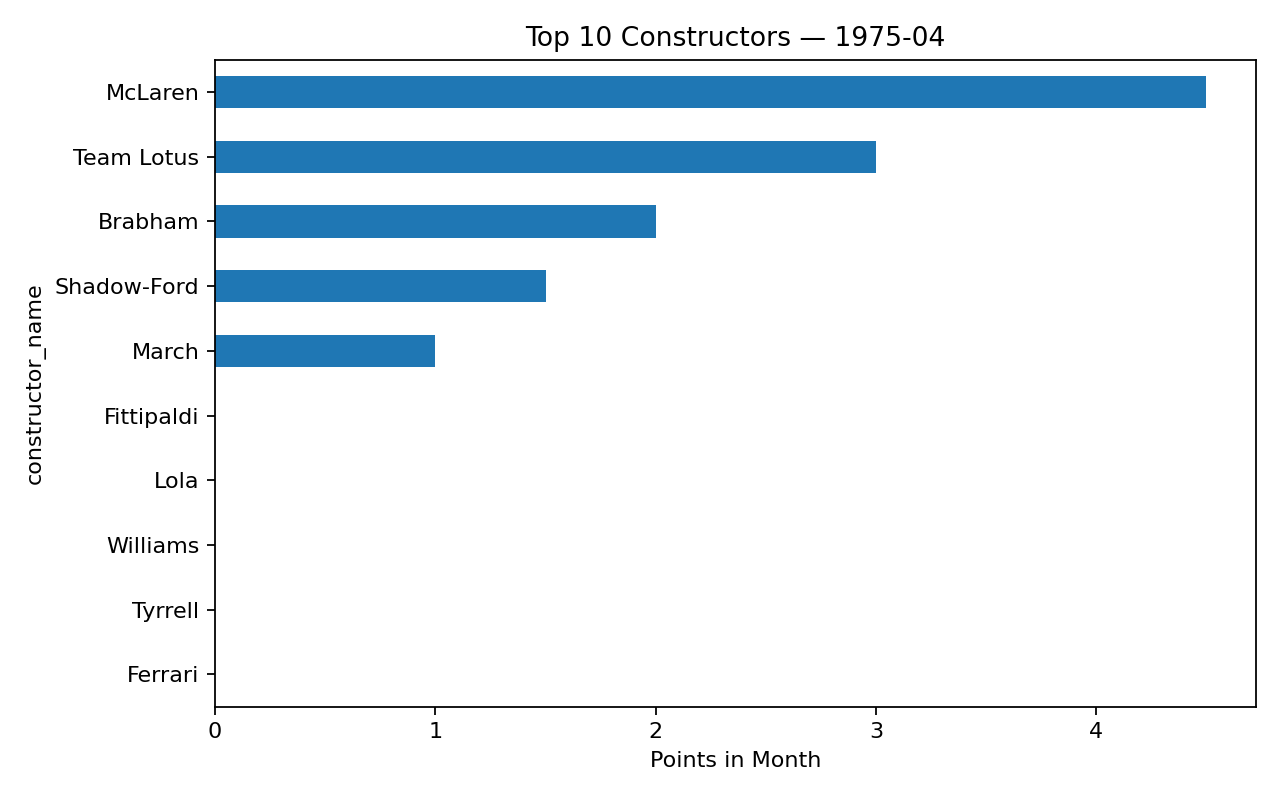 Top 10 Constructors — 1975-04
McLaren
Team Lotus
Brabham
Shadow-Ford
March
Fittipaldi
Lola
Williams
Tyrrell
Ferrari
constructor_name
0 1 2 3 4
Points in Month